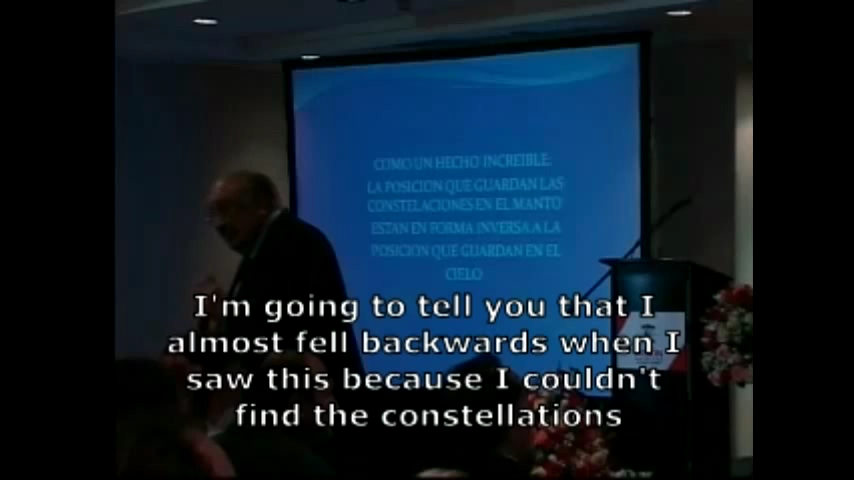 COMO UN HECHO INCREIBLE:
LA POSICION QUE GUARDAN LAS
CONSTELACIONES EN EL MANTO
ESTAN EN FORMA INVERSA A LA
POSICION QUE GUARDAN EN EL
CIELO
I'm going to tell you that I
almost fell backwards when I
saw this because I couldn't
find the constellations